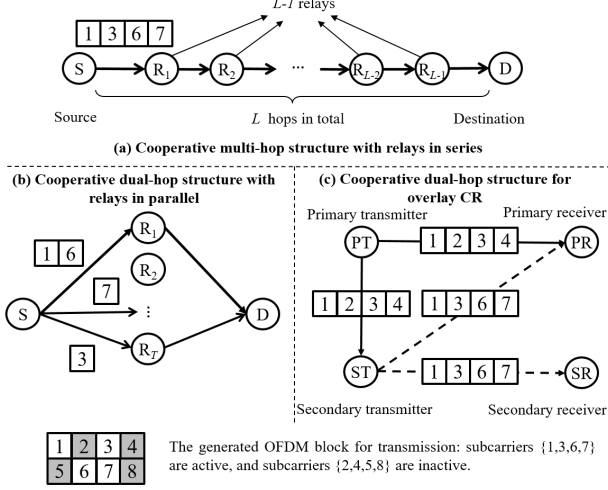 L-1 relays
1 3 6 7
S R1 R2 ... RL-2 RL-1 D
Source L hops in total Destination
(a) Cooperative multi-hop structure with relays in series
(b) Cooperative dual-hop structure with
relays in parallel
R1
1 6
R2
7
S ⋮ D
RT
3
(c) Cooperative dual-hop structure for
overlay CR
Primary transmitter Primary receiver
PT 1 2 3 4 PR
1 2 3 4 1 3 6 7
ST 1 3 6 7 SR
Secondary transmitter Secondary receiver
1 2 3 4
5 6 7 8
The generated OFDM block for transmission: subcarriers {1,3,6,7}
are active, and subcarriers {2,4,5,8} are inactive.